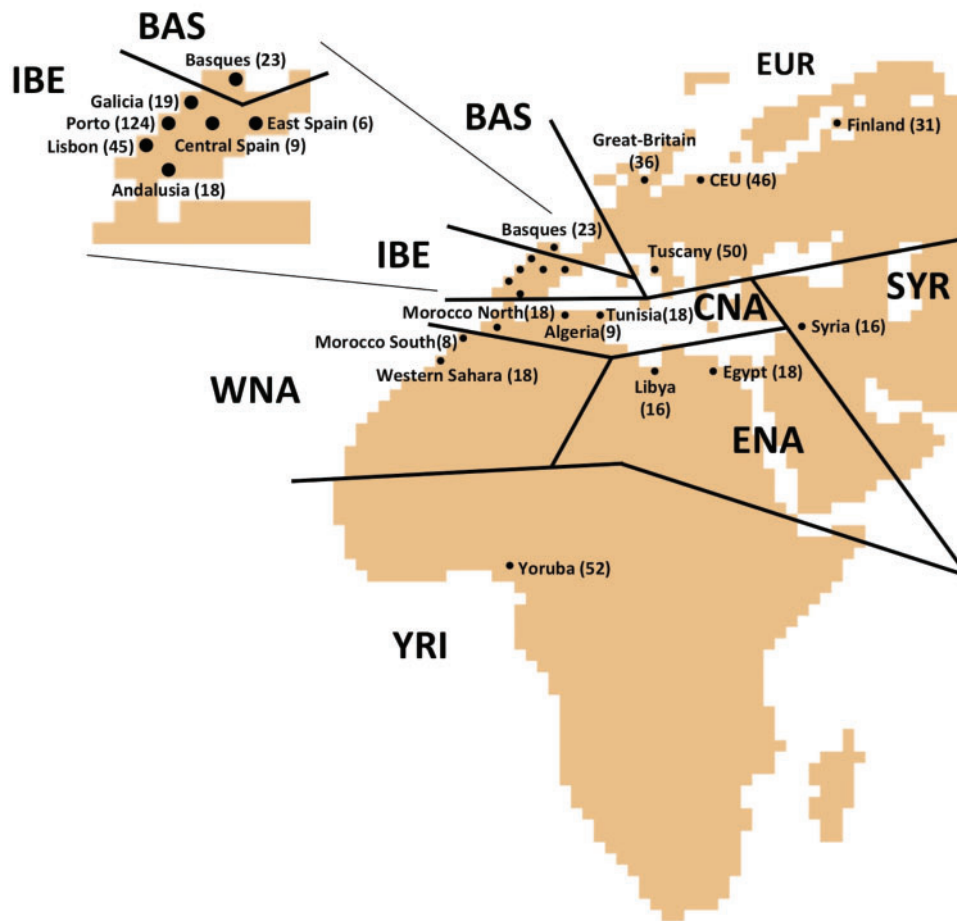 BAS
Basques (23)
IBE
Galicia (19)
Porto (124)
East Spain (6)
Lisbon (45)
Central Spain (9)
Andalusia (18)
EUR
BAS
Great-Britain
(36)
Finland (31)
CEU (46)
Basques (23)
IBE
Tuscany (50)
SYR
CNA
Morocco North(18)
Tunisia(18)
Algeria(9)
Syria (16)
Morocco South(8)
Western Sahara (18)
WNA
Libya
(16)
Egypt (18)
ENA
Yoruba (52)
YRI